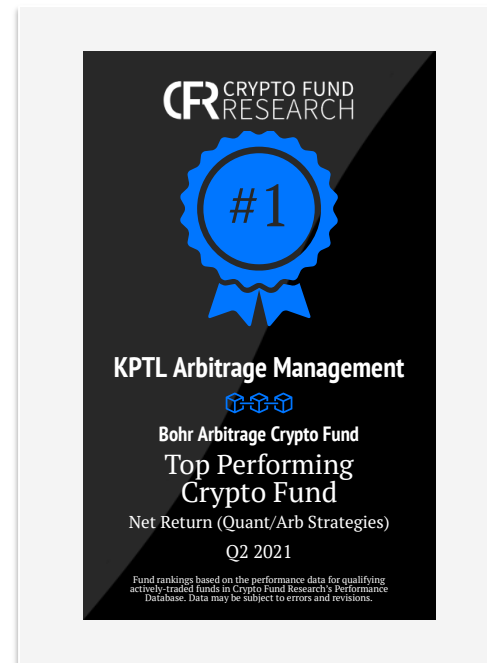 CFR CRYPTO FUND
RESEARCH
#1
KPTL Arbitrage Management
Bohr Arbitrage Crypto Fund
Top Performing
Crypto Fund
Net Return (Quant/Arb Strategies)
Q2 2021
Fund rankings based on the performance data for qualifying
actively-traded funds in Crypto Fund Research's Performance
Database. Data may be subject to errors and revisions.